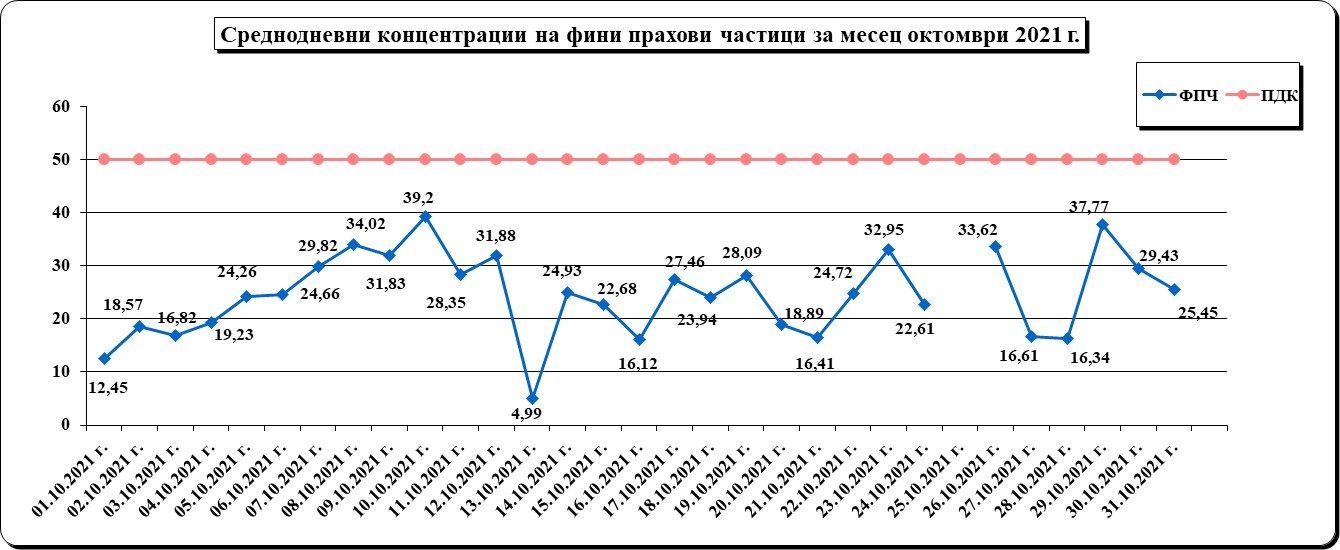 Среднодневни концентрации на фини прахови частици за месец октомври 2021 г.
ФПЧ ПДК
60
50
40
30
20
10
0
12,45
18,57
16,82
19,23
24,26
24,66
29,82
34,02
31,83
39,2
28,35
31,88
4,99
24,93
22,68
16,12
27,46
23,94
28,09
18,89
16,41
24,72
32,95
22,61
33,62
16,61
16,34
37,77
29,43
25,45
01.10.2021 г.
02.10.2021 г.
03.10.2021 г.
04.10.2021 г.
05.10.2021 г.
06.10.2021 г.
07.10.2021 г.
08.10.2021 г.
09.10.2021 г.
10.10.2021 г.
11.10.2021 г.
12.10.2021 г.
13.10.2021 г.
14.10.2021 г.
15.10.2021 г.
16.10.2021 г.
17.10.2021 г.
18.10.2021 г.
19.10.2021 г.
20.10.2021 г.
21.10.2021 г.
22.10.2021 г.
23.10.2021 г.
24.10.2021 г.
25.10.2021 г.
26.10.2021 г.
27.10.2021 г.
28.10.2021 г.
29.10.2021 г.
30.10.2021 г.
31.10.2021 г.